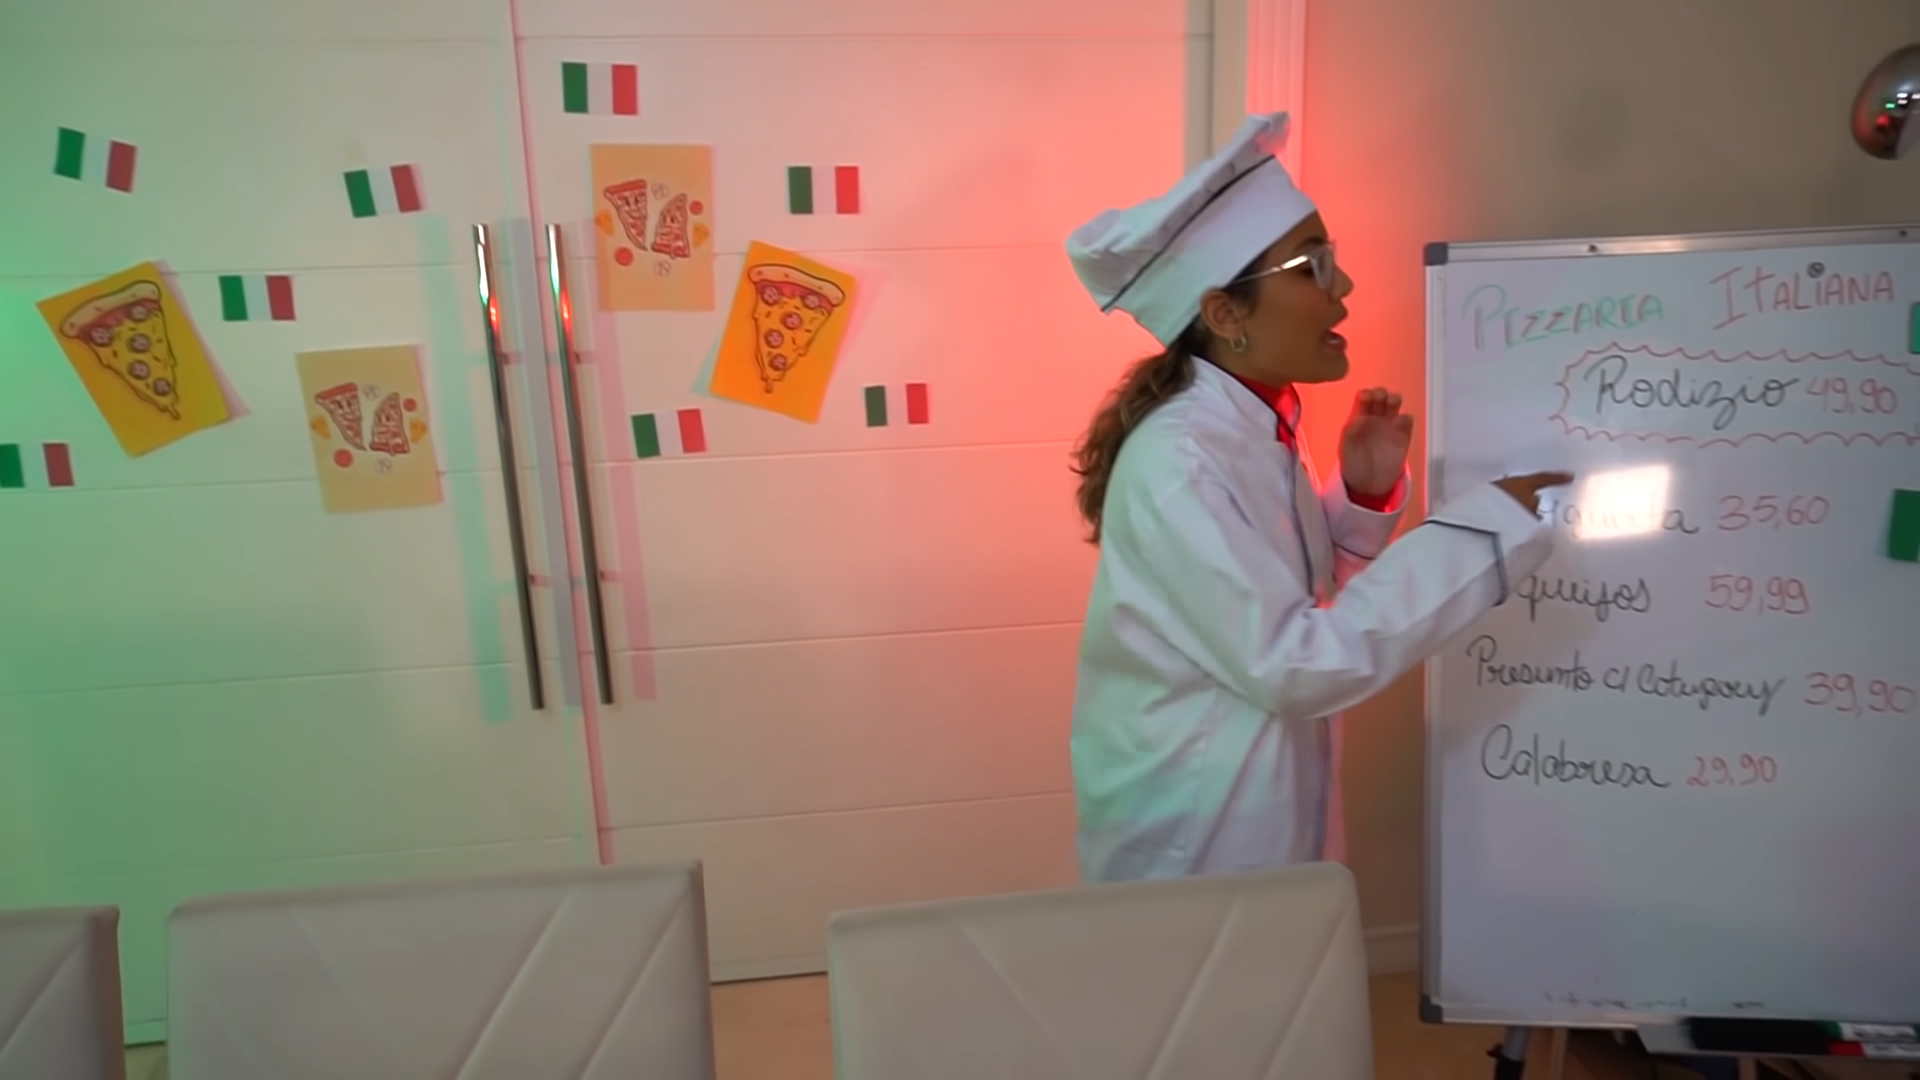 PIZZARIA ITALIANA
Rodizio 49,90
35,60
queijos 59,99
Presunto c/ Catupiry 39,90
Calabresa 29,90